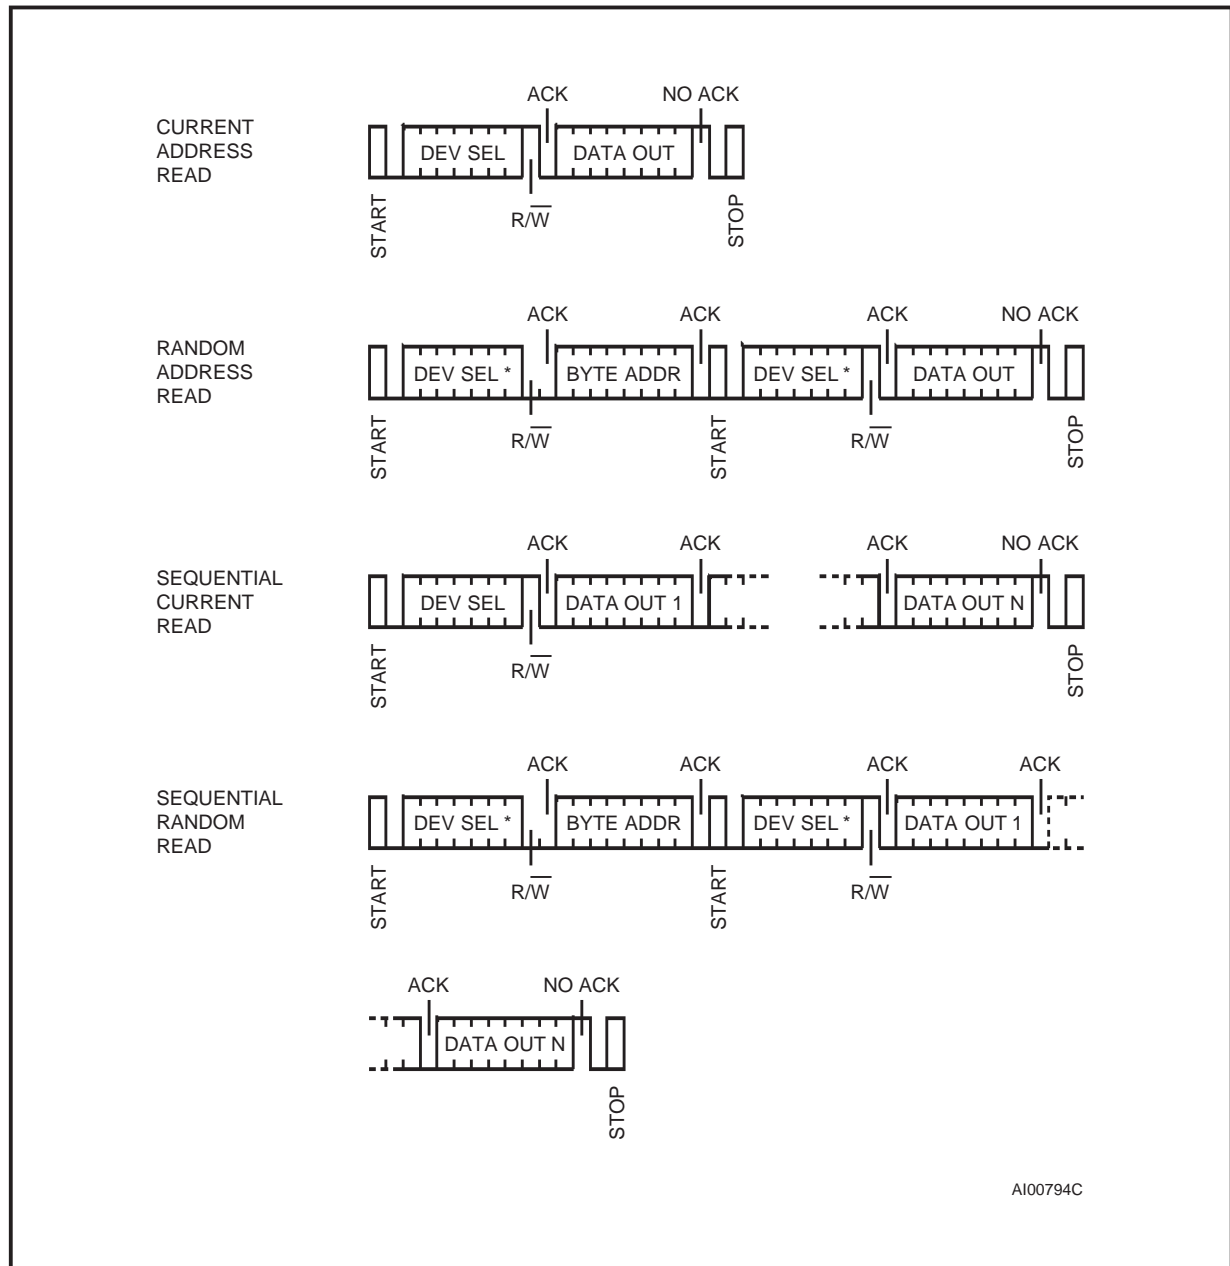 ACK NO ACK
CURRENT
ADDRESS
READ
DEV SEL DATA OUT
R/W
START STOP
ACK ACK ACK NO ACK
RANDOM
ADDRESS
READ
DEV SEL * BYTE ADDR DEV SEL * DATA OUT
R/W R/W
START START STOP
ACK ACK ACK NO ACK
SEQUENTIAL
CURRENT
READ
DEV SEL DATA OUT 1 DATA OUT N
R/W
START STOP
ACK ACK ACK ACK
SEQUENTIAL
RANDOM
READ
DEV SEL * BYTE ADDR DEV SEL * DATA OUT 1
R/W R/W
START START
ACK NO ACK
DATA OUT N
STOP
AI00794C